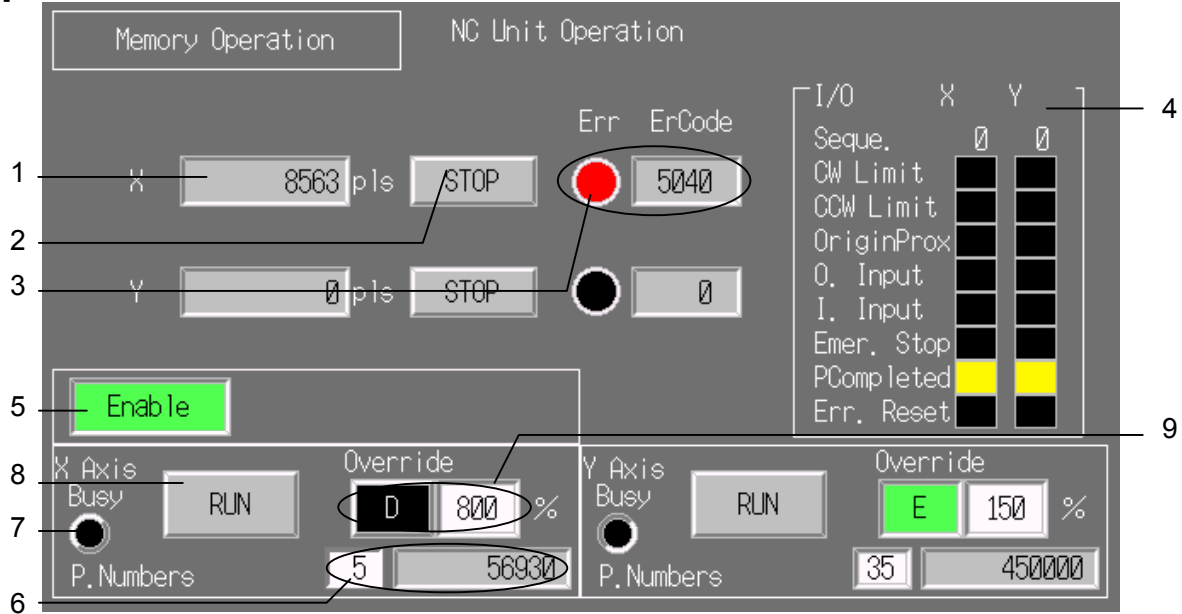 Memory Operation
NC Unit Operation
Err ErCode
X 8563 pls STOP 5040
Y 0 pls STOP 0
I/O X Y
Seque. 0 0
CW Limit
CCW Limit
OriginProx
O. Input
I. Input
Emer. Stop
PCompleted
Err. Reset
Enable
X Axis
Busy
RUN
Override
D 800 %
P.Numbers
5 56930
Y Axis
Busy
RUN
Override
E 150 %
P.Numbers
35 450000
1
2
3
4
5
6
7
8
9